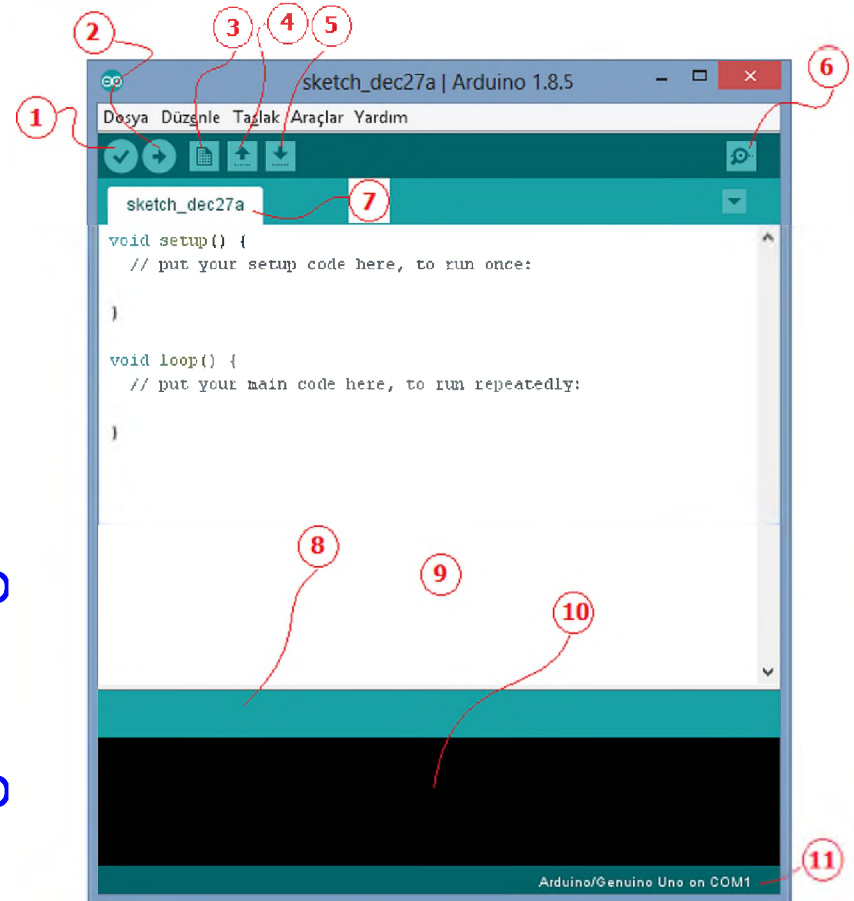 2 3 4 5
sketch_dec27a | Arduino 1.8.5
6
1
Dosya Düzenle Taslak Araçlar Yardım
sketch_dec27a
7
void setup() {
// put your setup code here, to run once:
}
void loop() {
// put your main code here, to run repeatedly:
}
8
9
10
Arduino/Genuino Uno on COM1
11